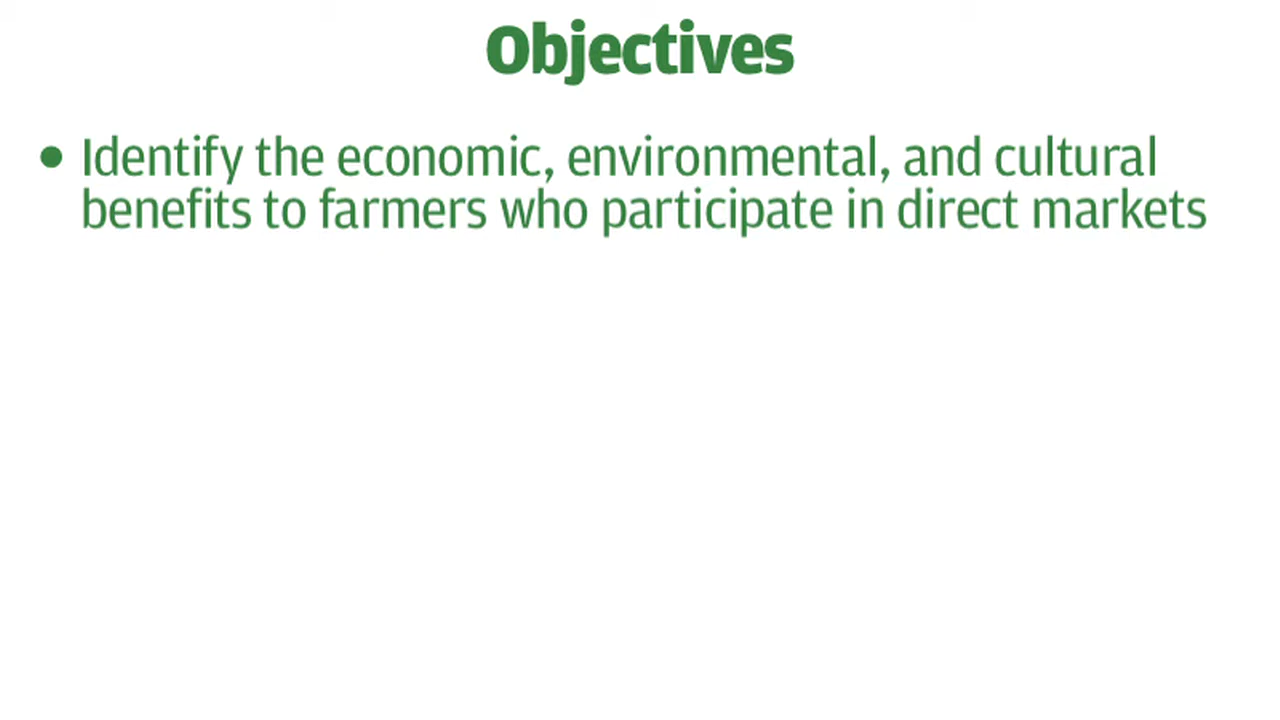 Objectives
• Identify the economic, environmental, and cultural
benefits to farmers who participate in direct markets